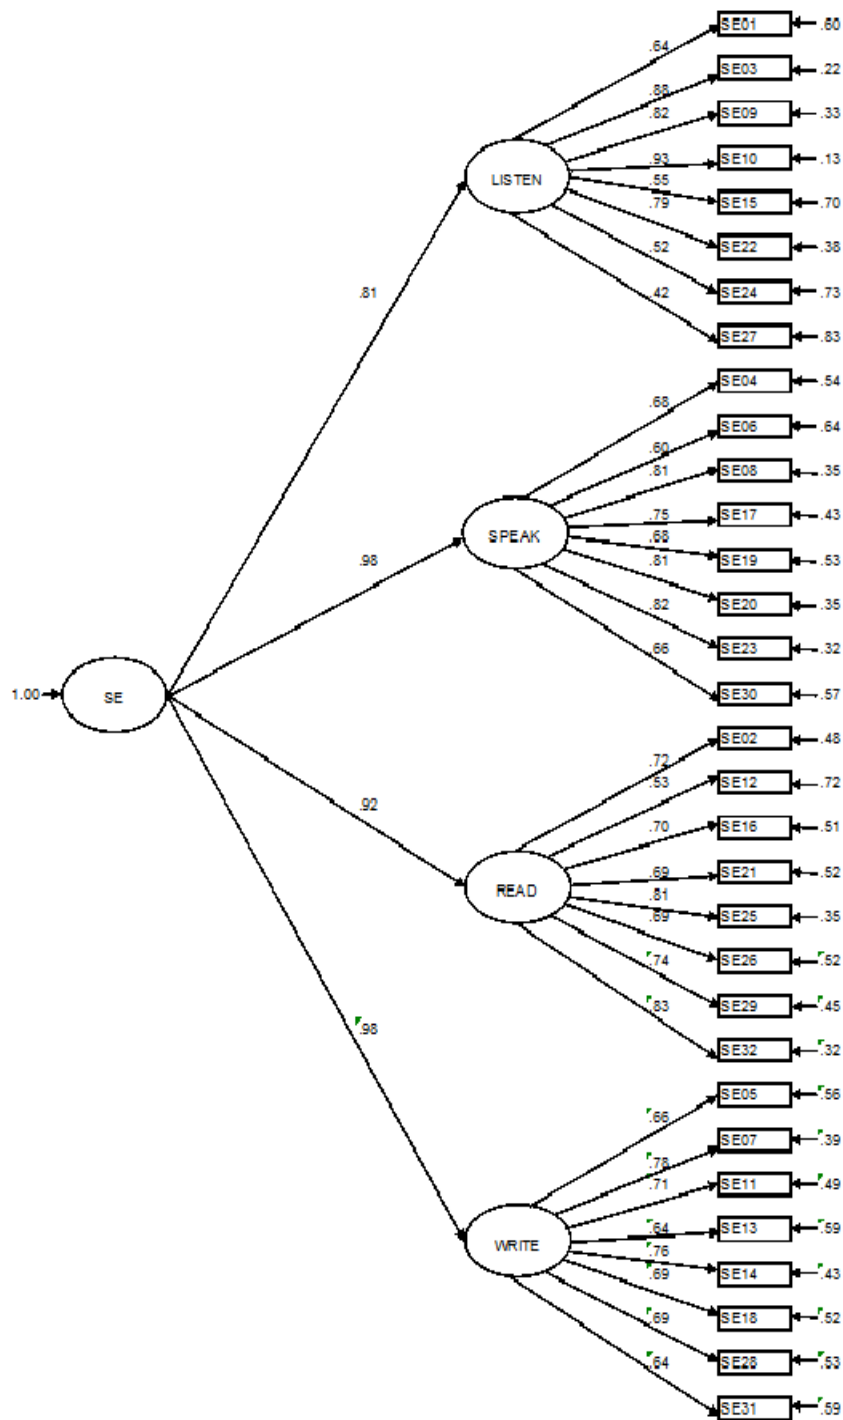 SE01 .60
.64
SE03 .22
.88
.82 SE09 .33
.93 SE10 .13
LISTEN
.55 SE15 .70
.79
.52 SE22 .38
.81 .42 SE24 .73
SE27 .83
SE04 .54
.68
SE06 .64
.60
.81 SE08 .35
.75 SE17 .43
SPEAK
.68
.98 .81 SE19 .53
.82 SE20 .35
.66 SE23 .32
1.00 SE SE30 .57
SE02 .48
.72
.53 SE12 .72
.92
.70 SE16 .51
.69 SE21 .52
READ
.81
.69 SE25 .35
.74 SE26 .52
.83 SE29 .45
.98
SE32 .32
SE05 .56
.66
SE07 .39
.78
.71 SE11 .49
.64 SE13 .59
WRITE
.76
.69 SE14 .43
.69 SE18 .52
.64 SE28 .53
SE31 .59